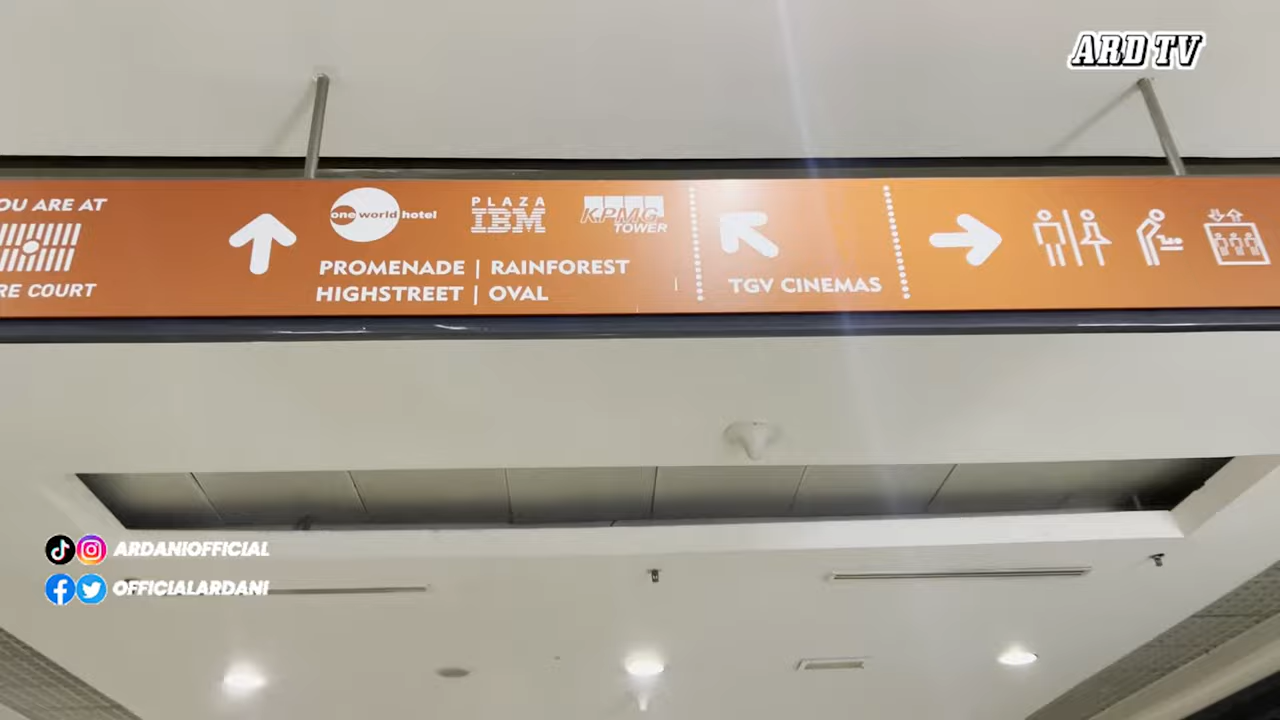 ARD TV
OU ARE AT
RE COURT
one world hotel
PLAZA
IBM
KPMG
TOWER
PROMENADE | RAINFOREST
HIGHSTREET | OVAL
TGV CINEMAS
ARDANIOFFICIAL
OFFICIALARDANI